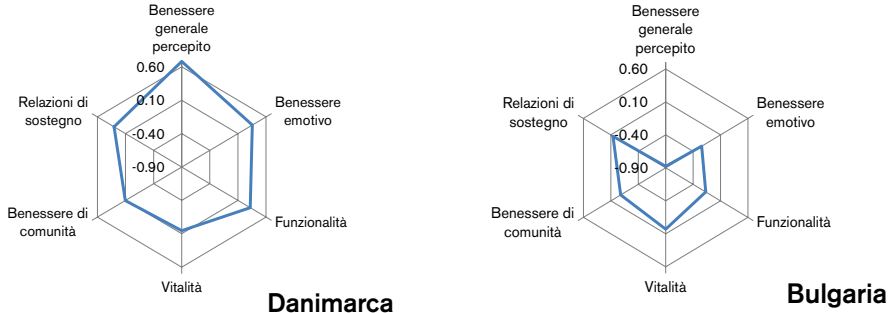 Benessere
generale
percepito
0.60
0.10
-0.40
-0.90
Relazioni di
sostegno
Benessere
emotivo
Benessere di
comunità
Funzionalità
Vitalità
Danimarca
Benessere
generale
percepito
0.60
0.10
-0.40
-0.90
Relazioni di
sostegno
Benessere
emotivo
Benessere di
comunità
Funzionalità
Vitalità
Bulgaria